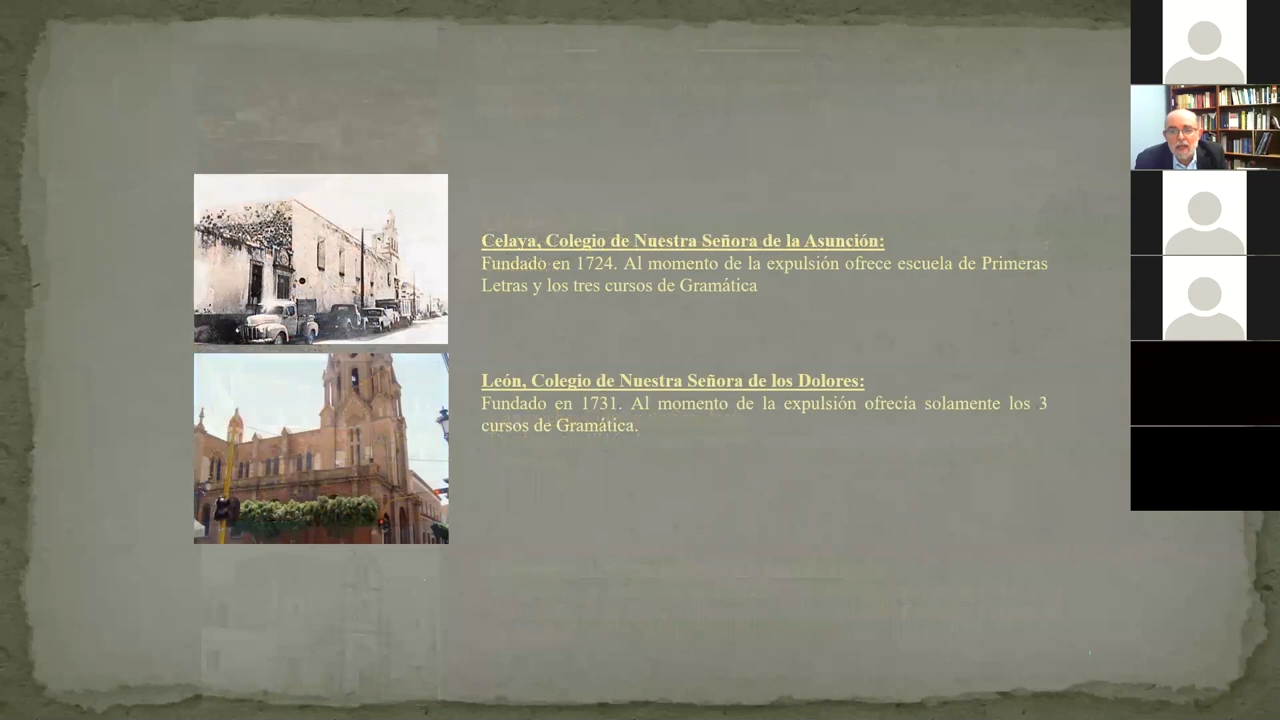 Celaya, Colegio de Nuestra Señora de la Asunción:
Fundado en 1724. Al momento de la expulsión ofrece escuela de Primeras
Letras y los tres cursos de Gramática
León, Colegio de Nuestra Señora de los Dolores:
Fundado en 1731. Al momento de la expulsión ofrecía solamente los 3
cursos de Gramática.